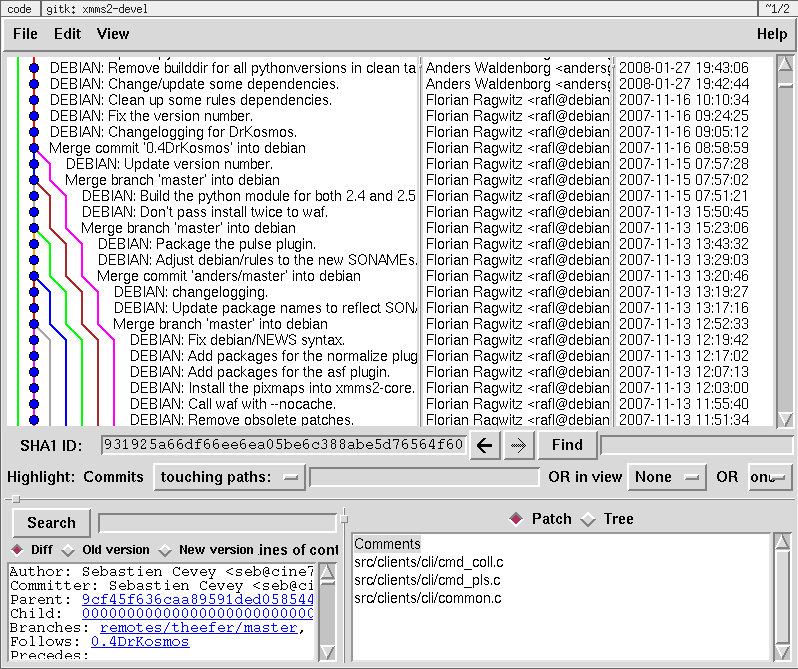 code gitk: xmms2-devel ~1/2
File Edit View Help
DEBIAN: Remove builddir for all pythonversions in clean ta Anders Waldenborg <anders 2008-01-27 19:43:06
DEBIAN: Change/update some dependencies. Anders Waldenborg <anders 2008-01-27 19:42:44
DEBIAN: Clean up some rules dependencies. Florian Ragwitz <rafl@debian 2007-11-16 10:10:34
DEBIAN: Fix the version number. Florian Ragwitz <rafl@debian 2007-11-16 09:24:25
DEBIAN: Changelogging for DrKosmos. Florian Ragwitz <rafl@debian 2007-11-16 09:05:12
Merge commit '0.4DrKosmos' into debian Florian Ragwitz <rafl@debian 2007-11-16 08:58:59
DEBIAN: Update version number. Florian Ragwitz <rafl@debian 2007-11-15 07:57:28
Merge branch 'master' into debian Florian Ragwitz <rafl@debian 2007-11-15 07:57:02
DEBIAN: Build the python module for both 2.4 and 2.5 Florian Ragwitz <rafl@debian 2007-11-15 07:51:21
DEBIAN: Don't pass install twice to waf. Florian Ragwitz <rafl@debian 2007-11-13 15:50:45
Merge branch 'master' into debian Florian Ragwitz <rafl@debian 2007-11-13 15:23:06
DEBIAN: Package the pulse plugin. Florian Ragwitz <rafl@debian 2007-11-13 13:43:32
DEBIAN: Adjust debian/rules to the new SONAMEs. Florian Ragwitz <rafl@debian 2007-11-13 13:29:03
Merge commit 'anders/master' into debian Florian Ragwitz <rafl@debian 2007-11-13 13:20:46
DEBIAN: changelogging. Florian Ragwitz <rafl@debian 2007-11-13 13:19:27
DEBIAN: Update package names to reflect SONA Florian Ragwitz <rafl@debian 2007-11-13 13:17:16
Merge branch 'master' into debian Florian Ragwitz <rafl@debian 2007-11-13 12:52:33
DEBIAN: Fix debian/NEWS syntax. Florian Ragwitz <rafl@debian 2007-11-13 12:19:42
DEBIAN: Add packages for the normalize plug Florian Ragwitz <rafl@debian 2007-11-13 12:17:02
DEBIAN: Add packages for the asf plugin. Florian Ragwitz <rafl@debian 2007-11-13 12:07:13
DEBIAN: Install the pixmaps into xmms2-core. Florian Ragwitz <rafl@debian 2007-11-13 12:03:00
DEBIAN: Call waf with --nocache. Florian Ragwitz <rafl@debian 2007-11-13 11:55:40
DEBIAN: Remove obsolete patches. Florian Ragwitz <rafl@debian 2007-11-13 11:51:34
SHA1 ID: 931925a66df66ee6ea05be6c388abe5d76564f60 Find
Highlight: Commits touching paths: OR in view None OR on
Search
Diff Old version New version ines of cont
Author: Sebastien Cevey <seb@cine7
Committer: Sebastien Cevey <seb@ci
Parent: 9cf45f636caa89591ded058544
Child: 00000000000000000000000000
Branches: remotes/theefer/master,
Follows: 0.4DrKosmos
Precedes:
Patch Tree
Comments
src/clients/cli/cmd_coll.c
src/clients/cli/cmd_pls.c
src/clients/cli/common.c